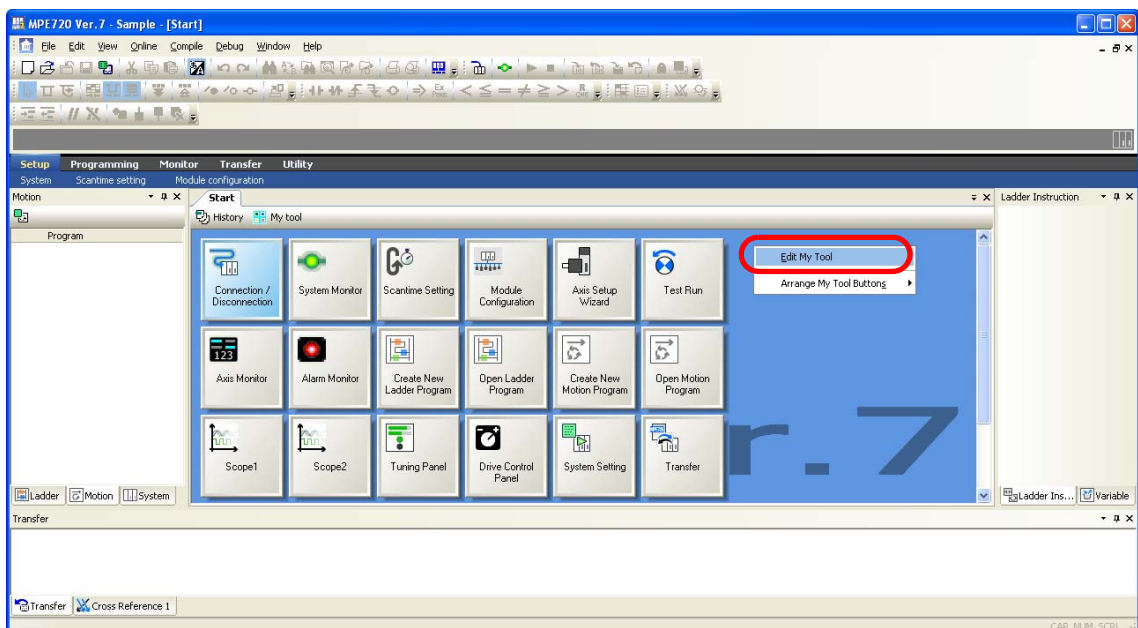 MPE720 Ver.7 - Sample - [Start]
File Edit View Online Compile Debug Window Help
Setup Programming Monitor Transfer Utility
System Scantime setting Module configuration
Motion
Program
Start
History My tool
Connection /
Disconnection
System Monitor
Scantime Setting
Module
Configuration
Axis Setup
Wizard
Test Run
Edit My Tool
Arrange My Tool Buttons
Axis Monitor
Alarm Monitor
Create New
Ladder Program
Open Ladder
Program
Create New
Motion Program
Open Motion
Program
Scope1
Scope2
Tuning Panel
Drive Control
Panel
System Setting
Transfer
r.7
Ladder Instruction
Ladder Motion System
Ladder Ins... Variable
Transfer
Transfer Cross Reference 1
CAP NUM SCRL